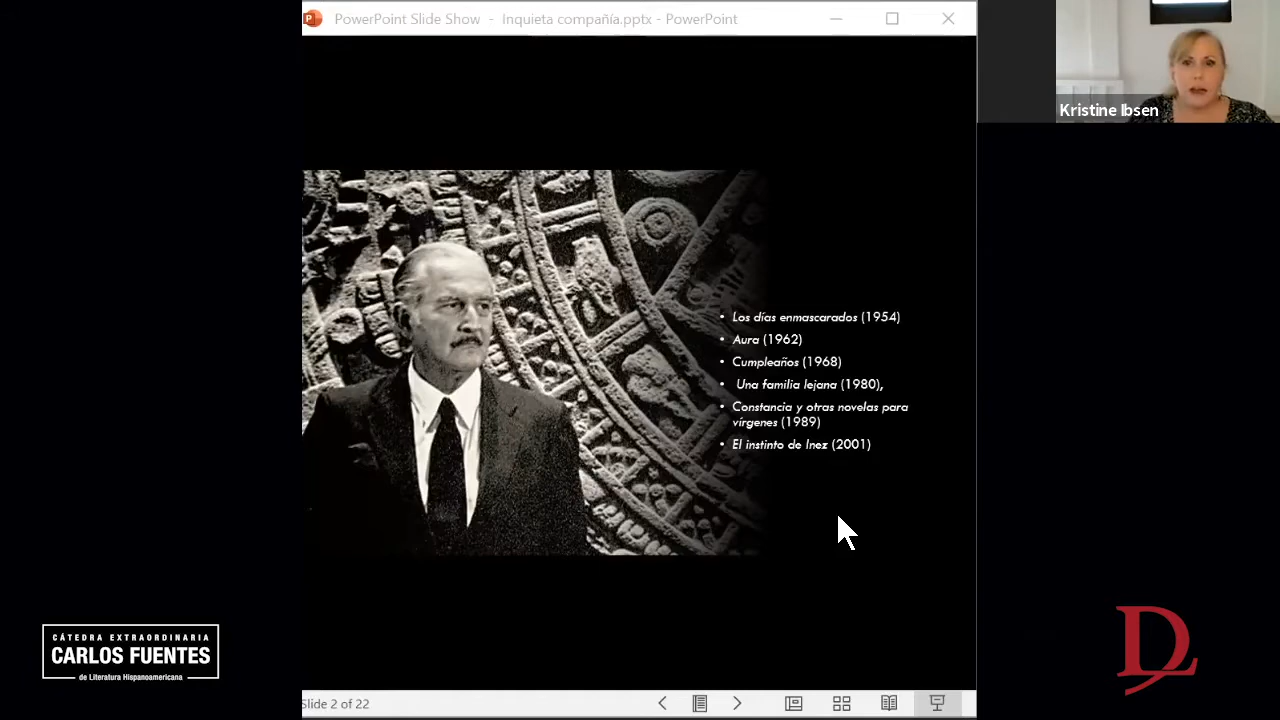 PowerPoint Slide Show - Inquieta compañía.pptx - PowerPoint
Kristine Ibsen
• Los días enmascarados (1954)
• Aura (1962)
• Cumpleaños (1968)
• Una familia lejana (1980),
• Constancia y otras novelas para
vírgenes (1989)
• El instinto de Inez (2001)
CÁTEDRA EXTRAORDINARIA
CARLOS FUENTES
de Literatura Hispanoamericana
Slide 2 of 22